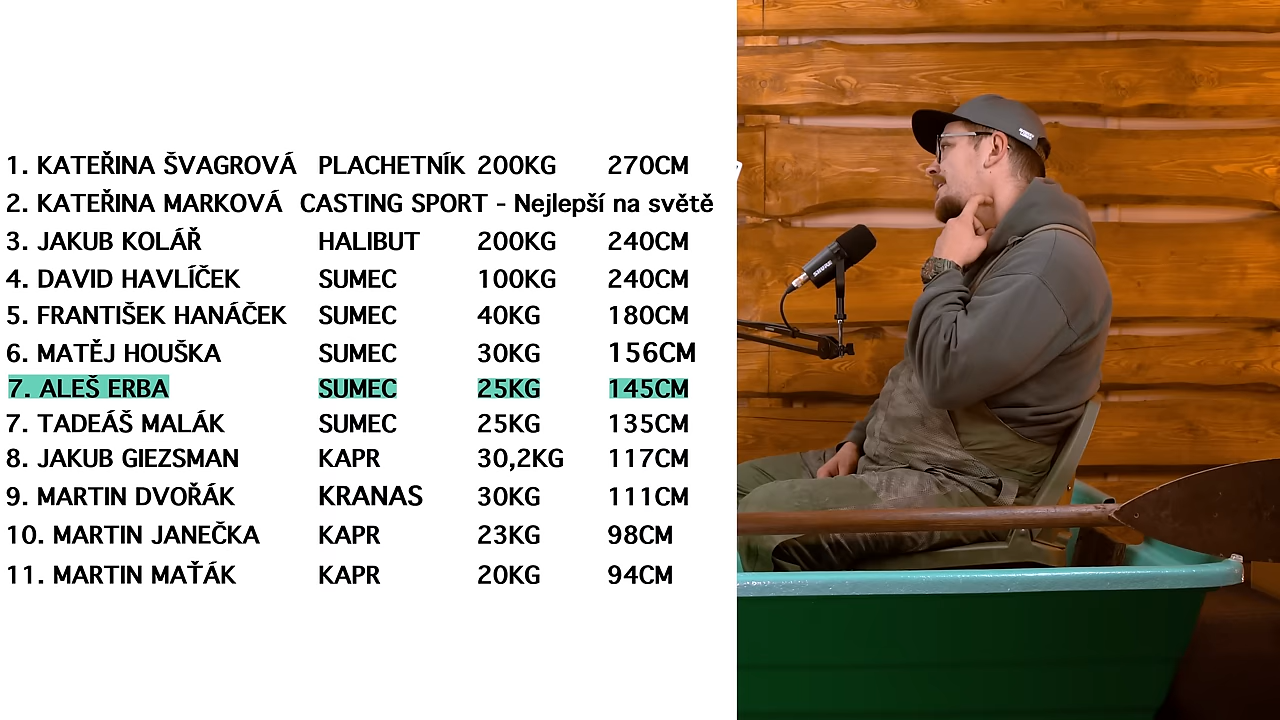 1. KATEŘINA ŠVAGROVÁ PLACHETNÍK 200KG 270CM
2. KATEŘINA MARKOVÁ CASTING SPORT - Nejlepší na světě
3. JAKUB KOLÁŘ HALIBUT 200KG 240CM
4. DAVID HAVLÍČEK SUMEC 100KG 240CM
5. FRANTIŠEK HANÁČEK SUMEC 40KG 180CM
6. MATĚJ HOUŠKA SUMEC 30KG 156CM
7. ALEŠ ERBA SUMEC 25KG 145CM
7. TADEÁŠ MALÁK SUMEC 25KG 135CM
8. JAKUB GIEZSMAN KAPR 30,2KG 117CM
9. MARTIN DVOŘÁK KRANAS 30KG 111CM
10. MARTIN JANEČKA KAPR 23KG 98CM
11. MARTIN MAŤÁK KAPR 20KG 94CM
SHURE